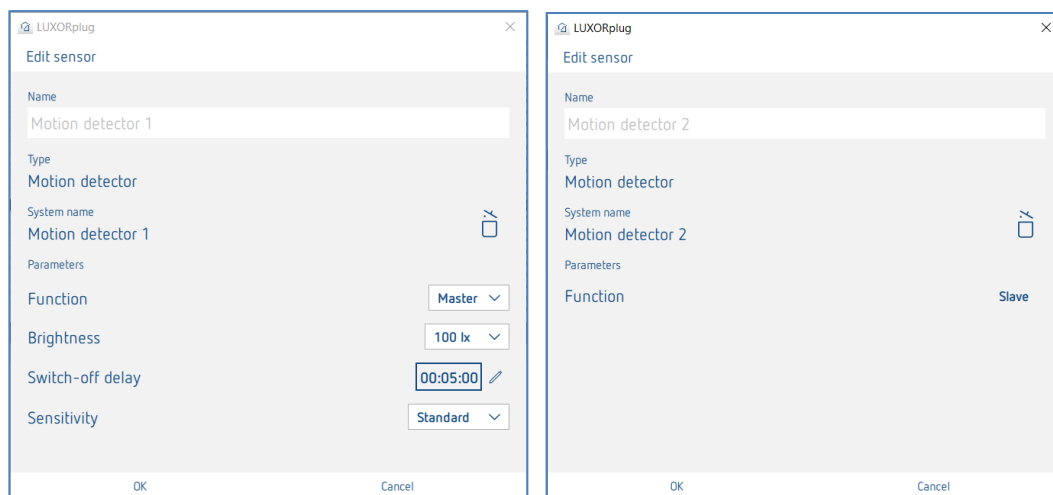 LUXORplug
Edit sensor
Name
Motion detector 1
Type
Motion detector
System name
Motion detector 1
Parameters
Function Master
Brightness 100 lx
Switch-off delay 00:05:00
Sensitivity Standard
OK Cancel
LUXORplug
Edit sensor
Name
Motion detector 2
Type
Motion detector
System name
Motion detector 2
Parameters
Function Slave
OK Cancel